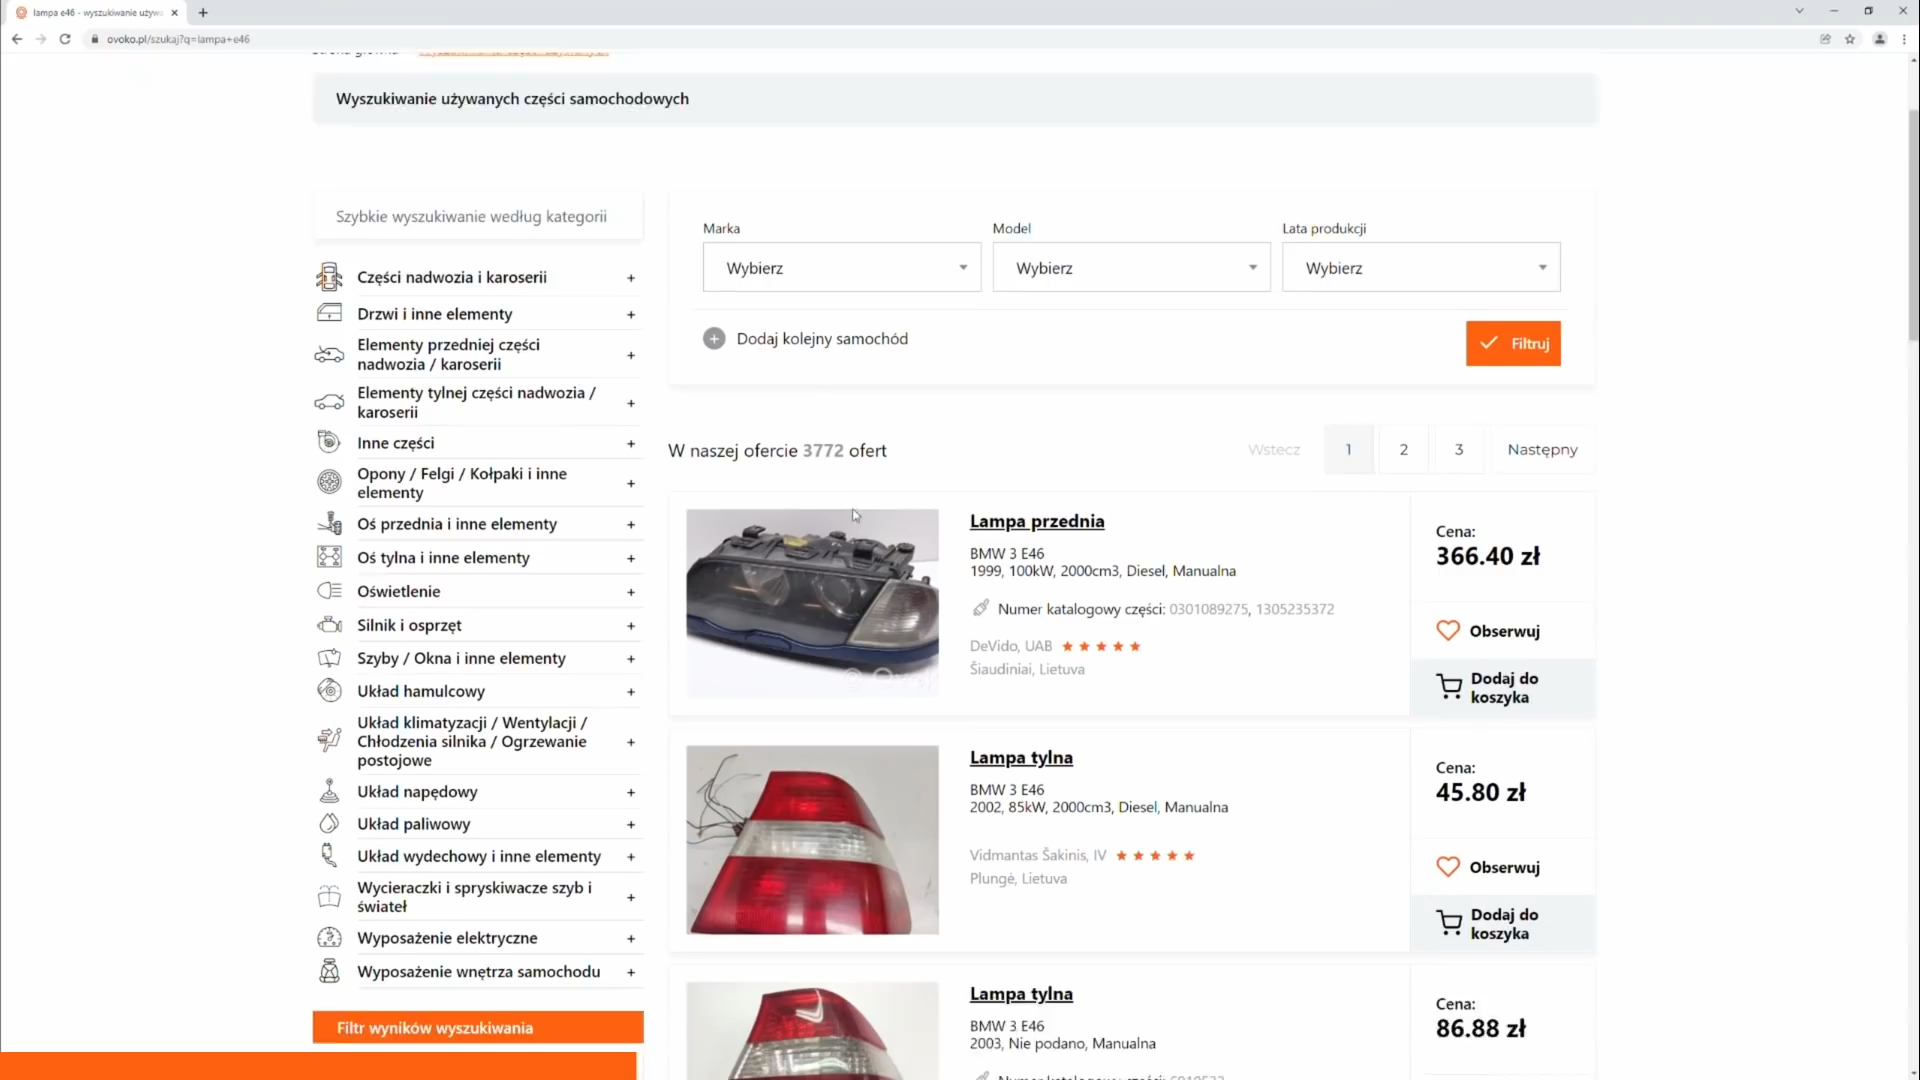 lampa e46 - wyszukiwanie używa
ovoko.pl/szukaj?q=lampa+e46
Wyszukiwanie używanych części samochodowych
Szybkie wyszukiwanie według kategorii
Części nadwozia i karoserii +
Drzwi i inne elementy +
Elementy przedniej części
nadwozia / karoserii +
Elementy tylnej części nadwozia /
karoserii +
Inne części +
Opony / Felgi / Kołpaki i inne
elementy +
Oś przednia i inne elementy +
Oś tylna i inne elementy +
Oświetlenie +
Silnik i osprzęt +
Szyby / Okna i inne elementy +
Układ hamulcowy +
Układ klimatyzacji / Wentylacji /
Chłodzenia silnika / Ogrzewanie
postojowe +
Układ napędowy +
Układ paliwowy +
Układ wydechowy i inne elementy +
Wycieraczki i spryskiwacze szyb i
świateł +
Wyposażenie elektryczne +
Wyposażenie wnętrza samochodu +
Filtr wyników wyszukiwania
Marka Model Lata produkcji
Wybierz Wybierz Wybierz
Dodaj kolejny samochód
Filtruj
W naszej ofercie 3772 ofert
Wstecz 1 2 3 Następny
Lampa przednia
BMW 3 E46
1999, 100kW, 2000cm3, Diesel, Manualna
Numer katalogowy części: 0301089275, 1305235372
DeVido, UAB
Šiaudiniai, Lietuva
Cena:
366.40 zł
Obserwuj
Dodaj do
koszyka
Lampa tylna
BMW 3 E46
2002, 85kW, 2000cm3, Diesel, Manualna
Vidmantas Šakinis, IV
Plungė, Lietuva
Cena:
45.80 zł
Obserwuj
Dodaj do
koszyka
Lampa tylna
BMW 3 E46
2003, Nie podano, Manualna
Cena:
86.88 zł